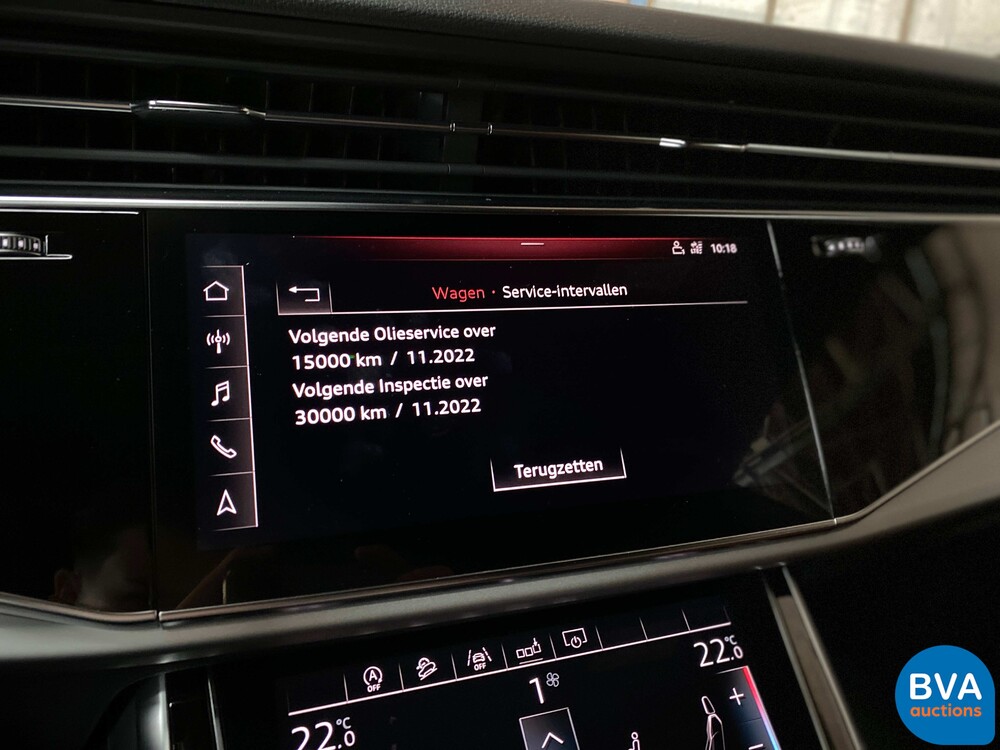 10:18
Wagen · Service-intervallen
Volgende Olieservice over
15000 km / 11.2022
Volgende Inspectie over
30000 km / 11.2022
Terugzetten
A
OFF
OFF
22.0 °C
1
22.0 °C
+
−
BVA
auctions